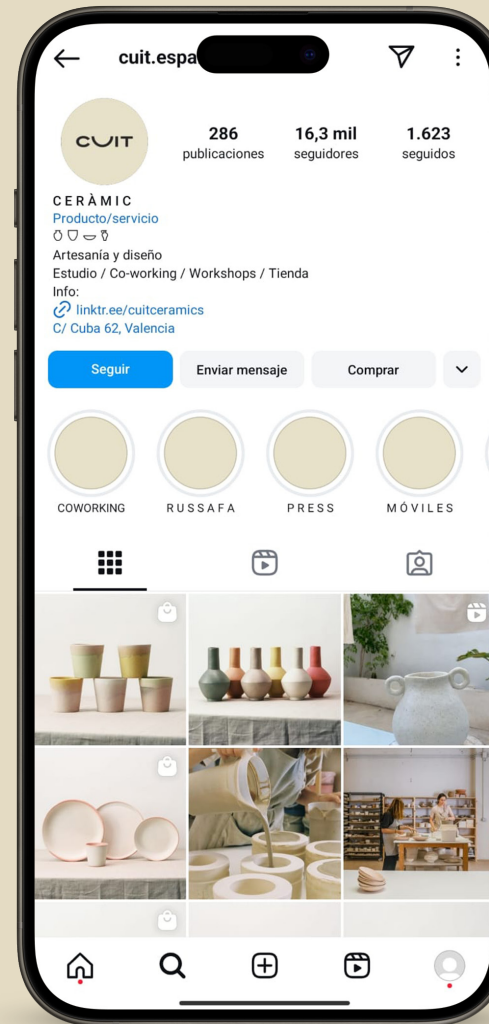 cuit.espa
CUIT
286
publicaciones
16,3 mil
seguidores
1.623
seguidos
CERÀMIC
Producto/servicio
Artesanía y diseño
Estudio / Co-working / Workshops / Tienda
Info:
linktr.ee/cuitceramics
C/ Cuba 62, Valencia
Seguir
Enviar mensaje
Comprar
COWORKING
RUSSAFA
PRESS
MÓVILES